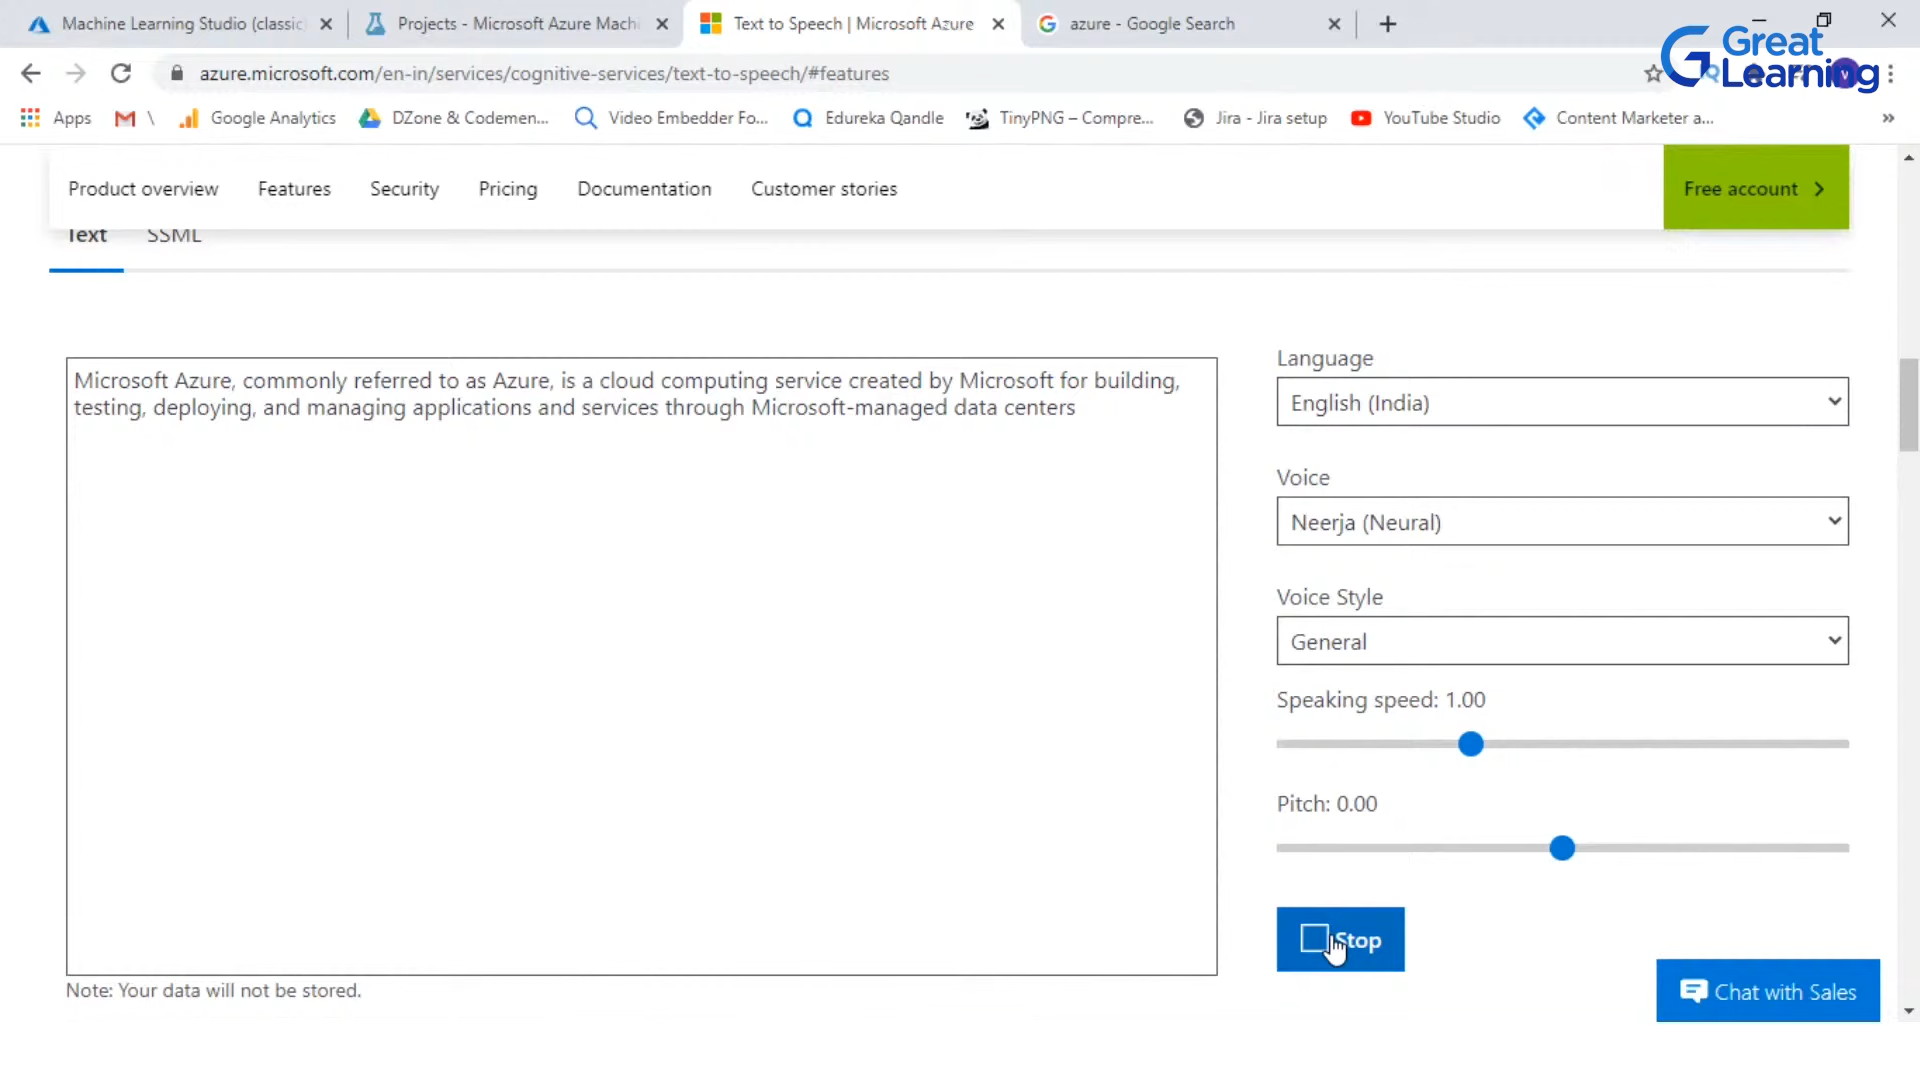 Machine Learning Studio (classic
Projects - Microsoft Azure Machi
Text to Speech | Microsoft Azure
azure - Google Search
Great
Learning
azure.microsoft.com/en-in/services/cognitive-services/text-to-speech/#features
Apps
Google Analytics
DZone & Codemen...
Video Embedder Fo...
Edureka Qandle
TinyPNG – Compre...
Jira - Jira setup
YouTube Studio
Content Marketer a...
»
Product overview
Features
Security
Pricing
Documentation
Customer stories
Free account
Text
SSML
Microsoft Azure, commonly referred to as Azure, is a cloud computing service created by Microsoft for building,
testing, deploying, and managing applications and services through Microsoft-managed data centers
Language
English (India)
Voice
Neerja (Neural)
Voice Style
General
Speaking speed: 1.00
Pitch: 0.00
Stop
Note: Your data will not be stored.
Chat with Sales